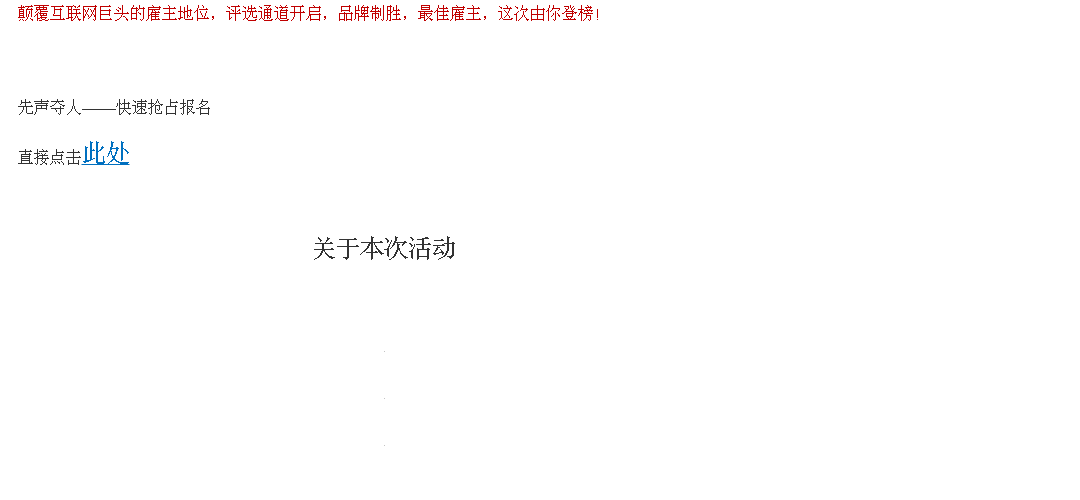 颠覆互联网巨头的雇主地位，评选通道开启，品牌制胜，最佳雇主，这次由你登榜！
先声夺人——快速抢占报名
直接点击此处
关于本次活动